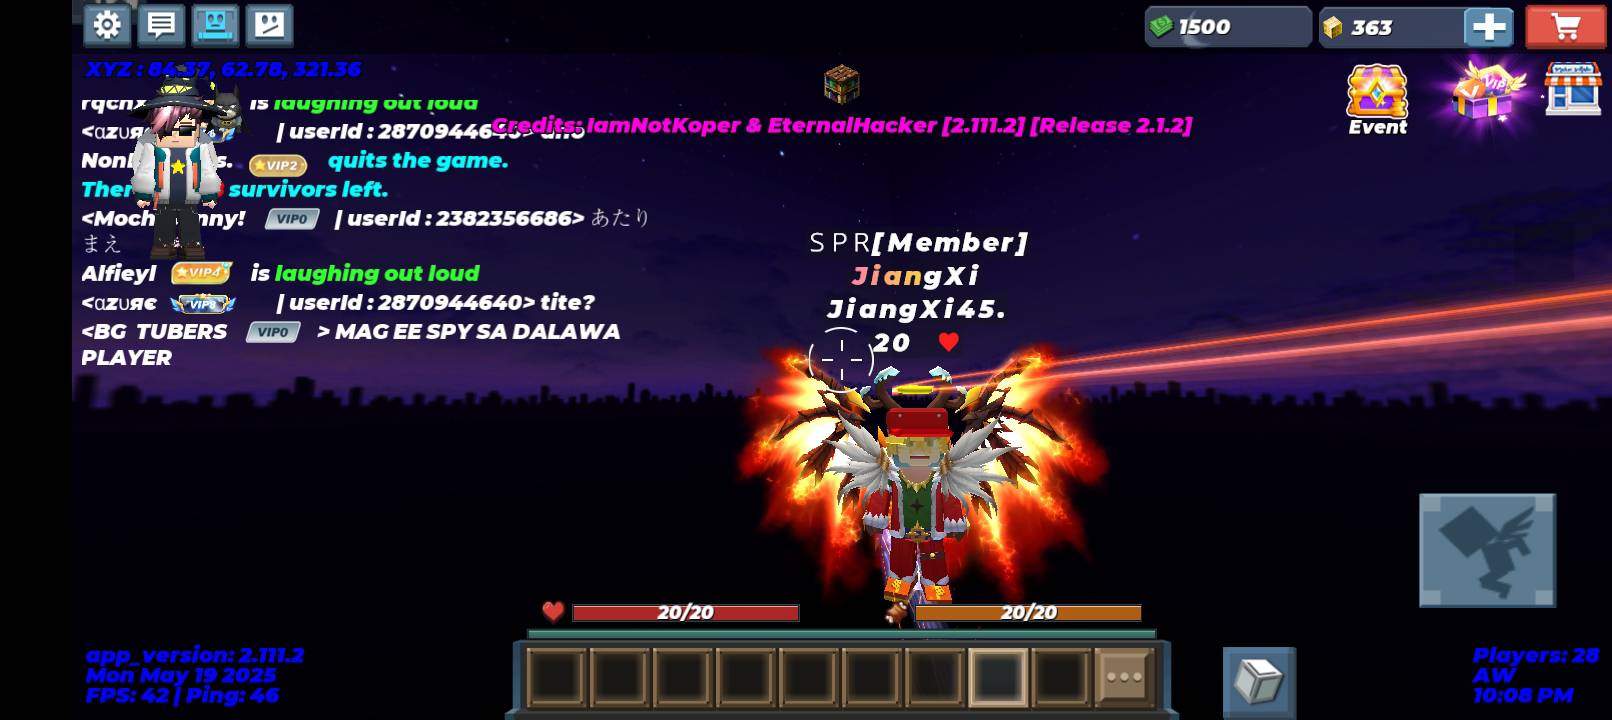 1500
363
XYZ : 84.37, 62.78, 321.36
is laughing out loud
| userId : 2870944640>
Credits: IamNotKoper & EternalHacker [2.111.2] [Release 2.1.2]
VIP
Event
s. VIP2 quits the game.
survivors left.
VIP0 | userId : 2382356686> あたり
まえ
Alfieyl VIP4 is laughing out loud
<αzυяє VIP8 | userId : 2870944640> tite?
<BG TUBERS VIP0 > MAG EE SPY SA DALAWA
PLAYER
SPR[Member]
JiangXi
JiangXi45.
20
20/20
20/20
app_version: 2.111.2
Mon May 19 2025
FPS: 42 | Ping: 46
Players: 28
AW
10:08 PM